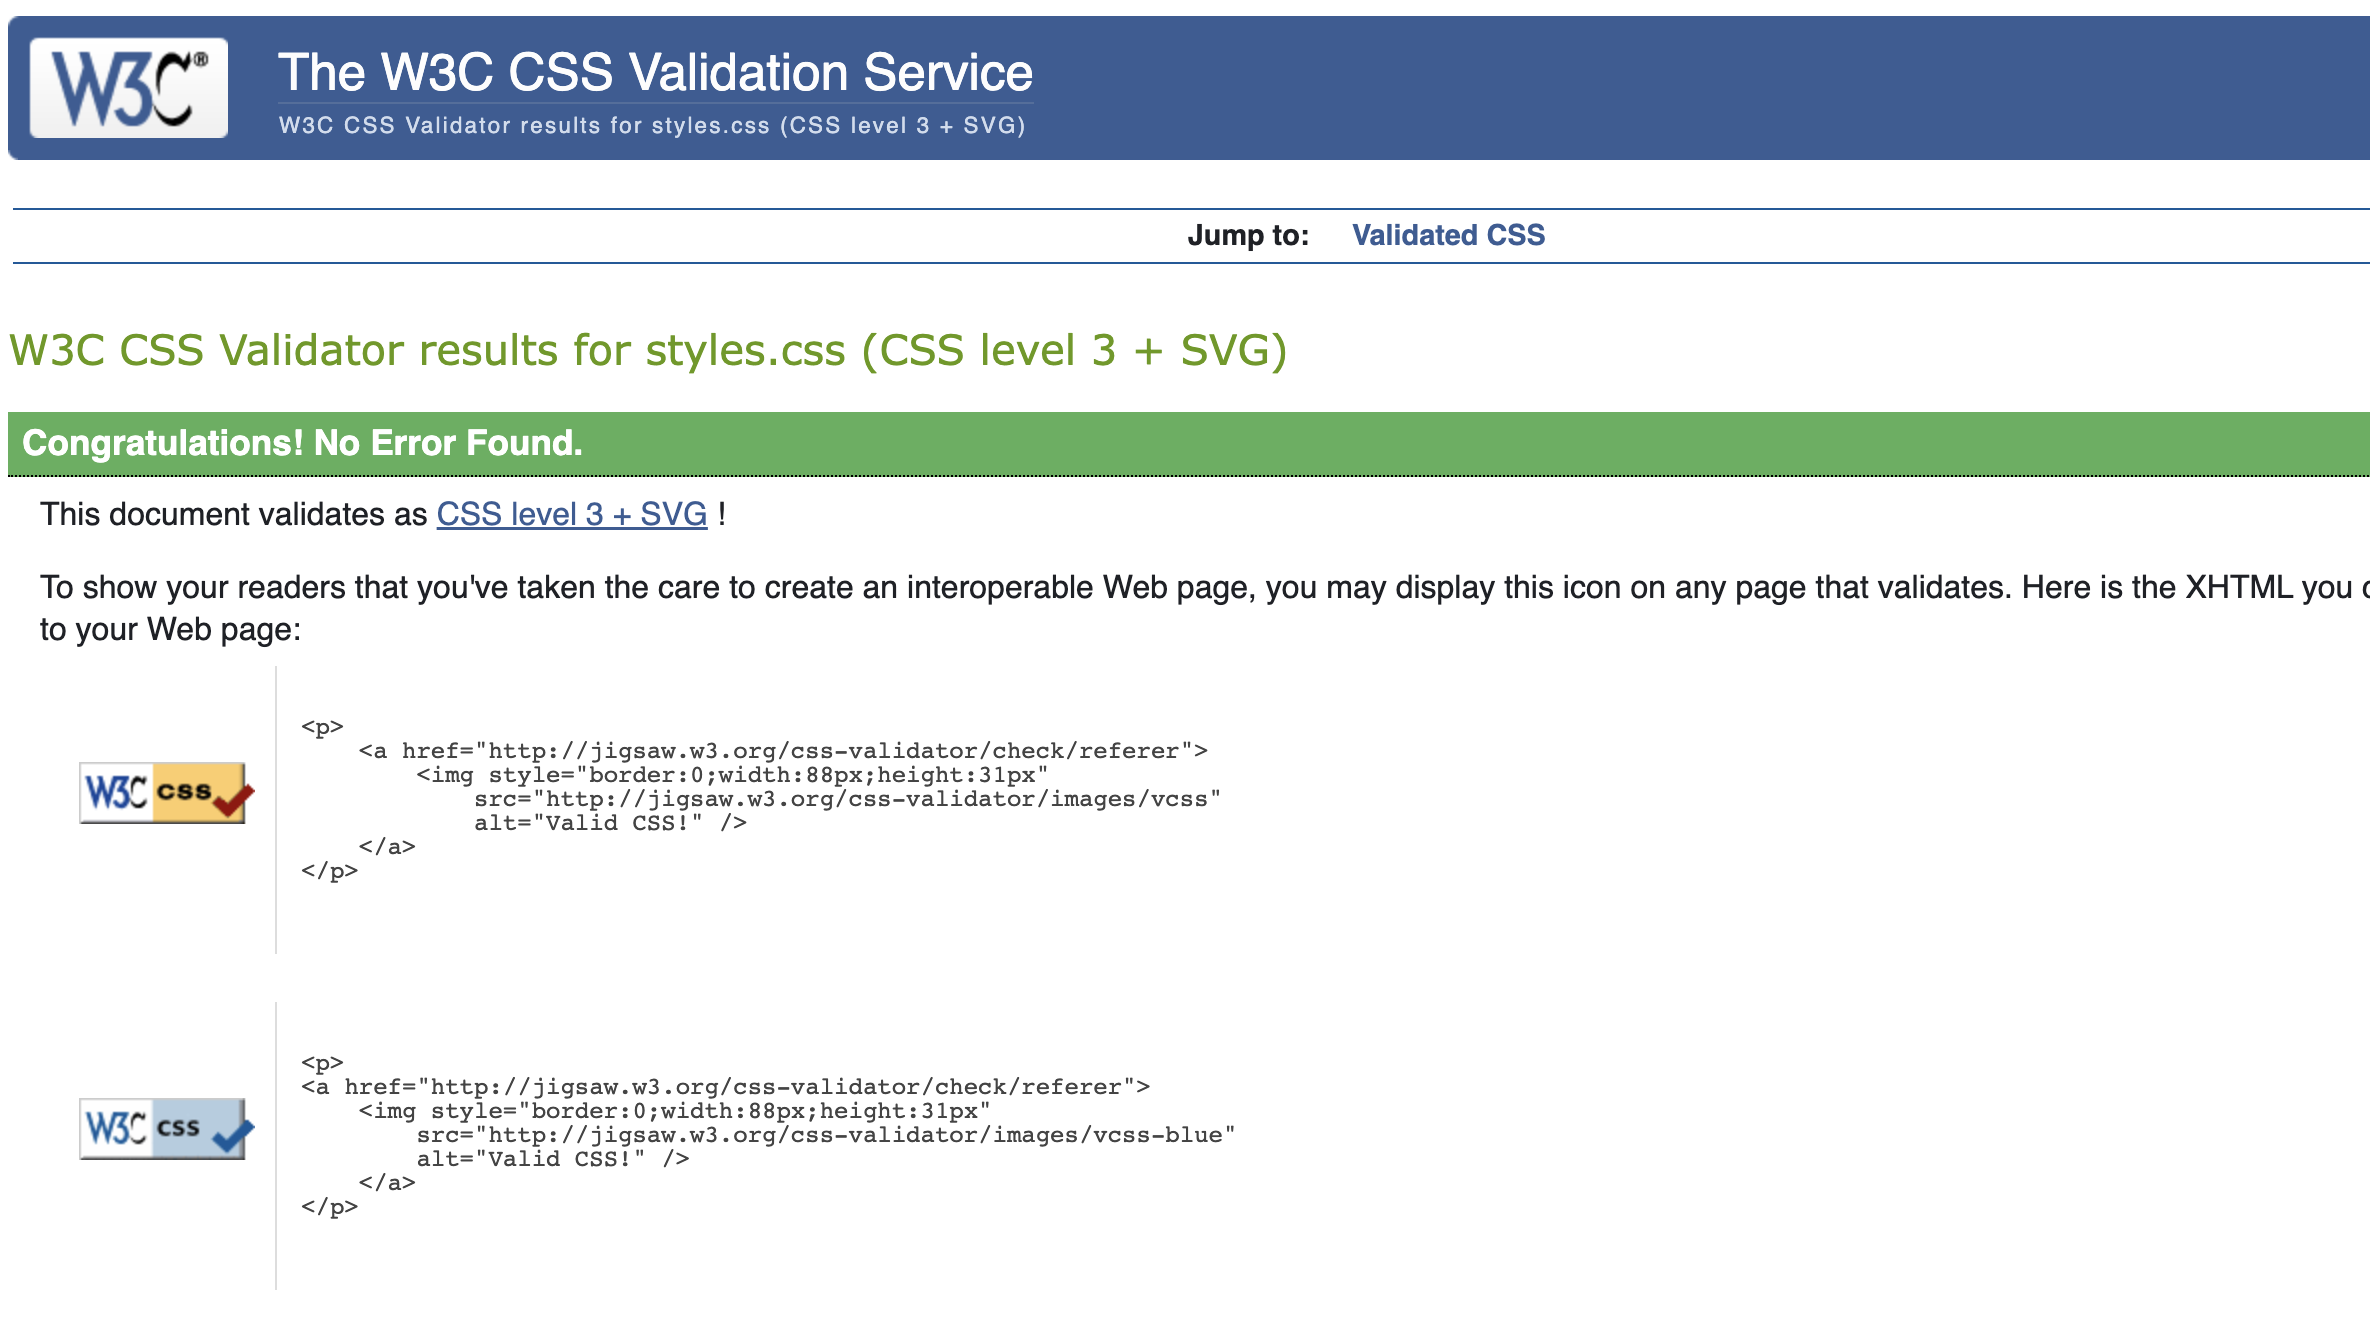 W3C®
The W3C CSS Validation Service
W3C CSS Validator results for styles.css (CSS level 3 + SVG)
Jump to: Validated CSS
W3C CSS Validator results for styles.css (CSS level 3 + SVG)
Congratulations! No Error Found.
This document validates as CSS level 3 + SVG !
To show your readers that you've taken the care to create an interoperable Web page, you may display this icon on any page that validates. Here is the XHTML you
to your Web page:
<p>
    <a href="http://jigsaw.w3.org/css-validator/check/referer">
        <img style="border:0;width:88px;height:31px"
            src="http://jigsaw.w3.org/css-validator/images/vcss"
            alt="Valid CSS!" />
    </a>
</p>
W3C css
<p>
<a href="http://jigsaw.w3.org/css-validator/check/referer">
    <img style="border:0;width:88px;height:31px"
        src="http://jigsaw.w3.org/css-validator/images/vcss-blue"
        alt="Valid CSS!" />
    </a>
</p>
W3C css